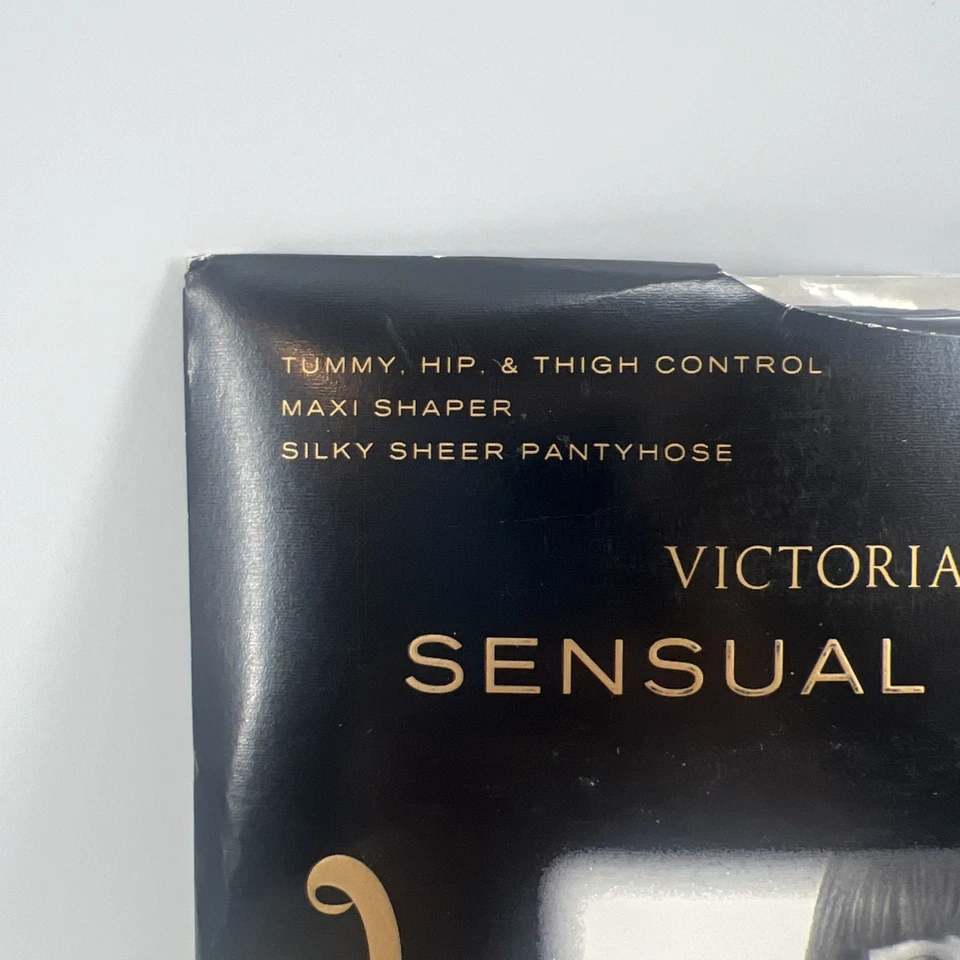 TUMMY, HIP, & THIGH CONTROL
MAXI SHAPER
SILKY SHEER PANTYHOSE
VICTORIA
SENSUAL